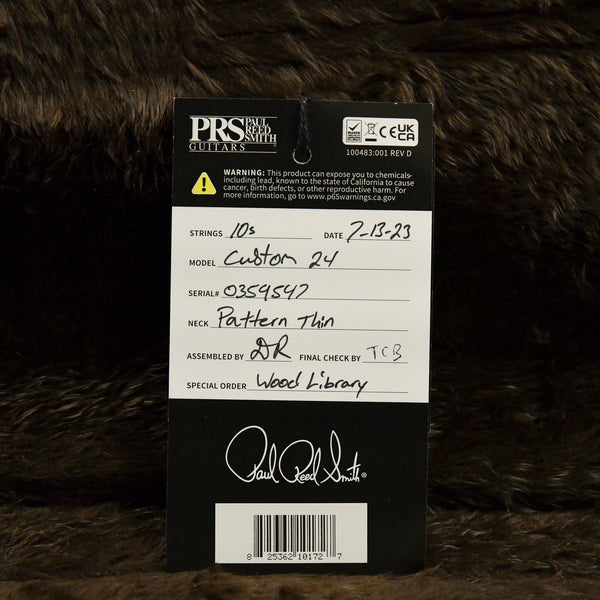 PRS PAUL REED SMITH
GUITARS
UK CA
100483:001 REV D
WARNING: This product can expose you to chemicals
including lead, known to the state of California to cause
cancer, birth defects, or other reproductive harm. For
more information, go to www.p65warnings.ca.gov
STRINGS 10s DATE 7-13-23
MODEL Custom 24
SERIAL# 0359547
NECK Pattern Thin
ASSEMBLED BY DR FINAL CHECK BY TCB
SPECIAL ORDER Wood Library
Paul Reed Smith®
8 25362 10172 7